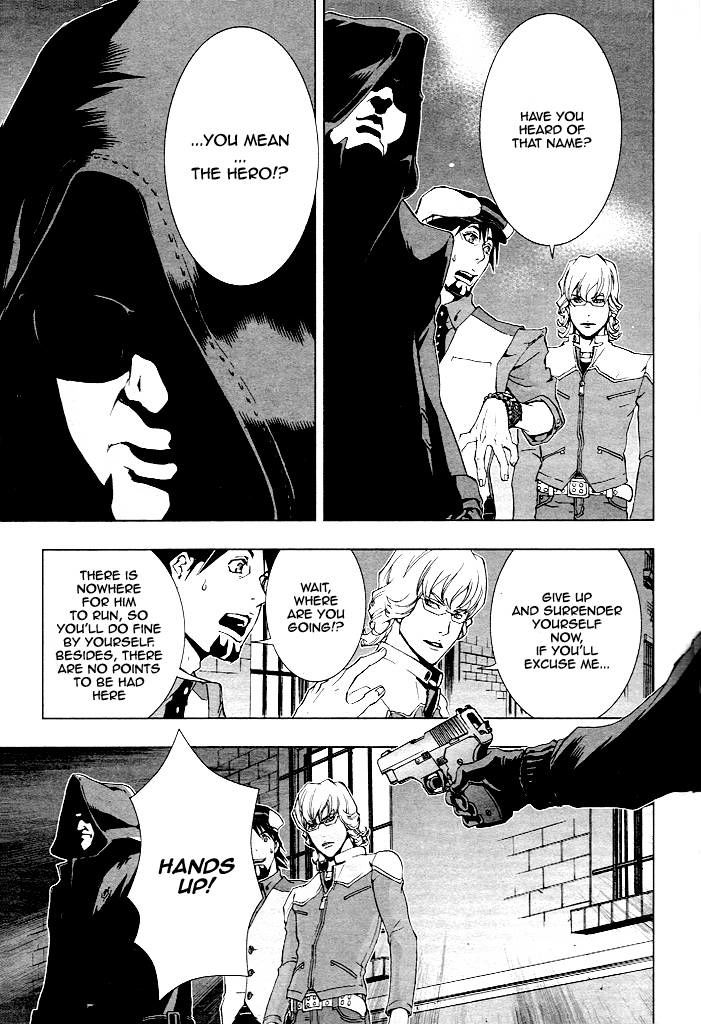 HAVE YOU
HEARD OF
THAT NAME?
...YOU MEAN
...
THE HERO!?
GIVE UP
AND SURRENDER
YOURSELF
NOW,
IF YOU'LL
EXCUSE ME...
WAIT,
WHERE
ARE YOU
GOING!?
THERE IS
NOWHERE
FOR HIM
TO RUN, SO
YOU'LL DO FINE
BY YOURSELF.
BESIDES, THERE
ARE NO POINTS
TO BE HAD
HERE
HANDS
UP!